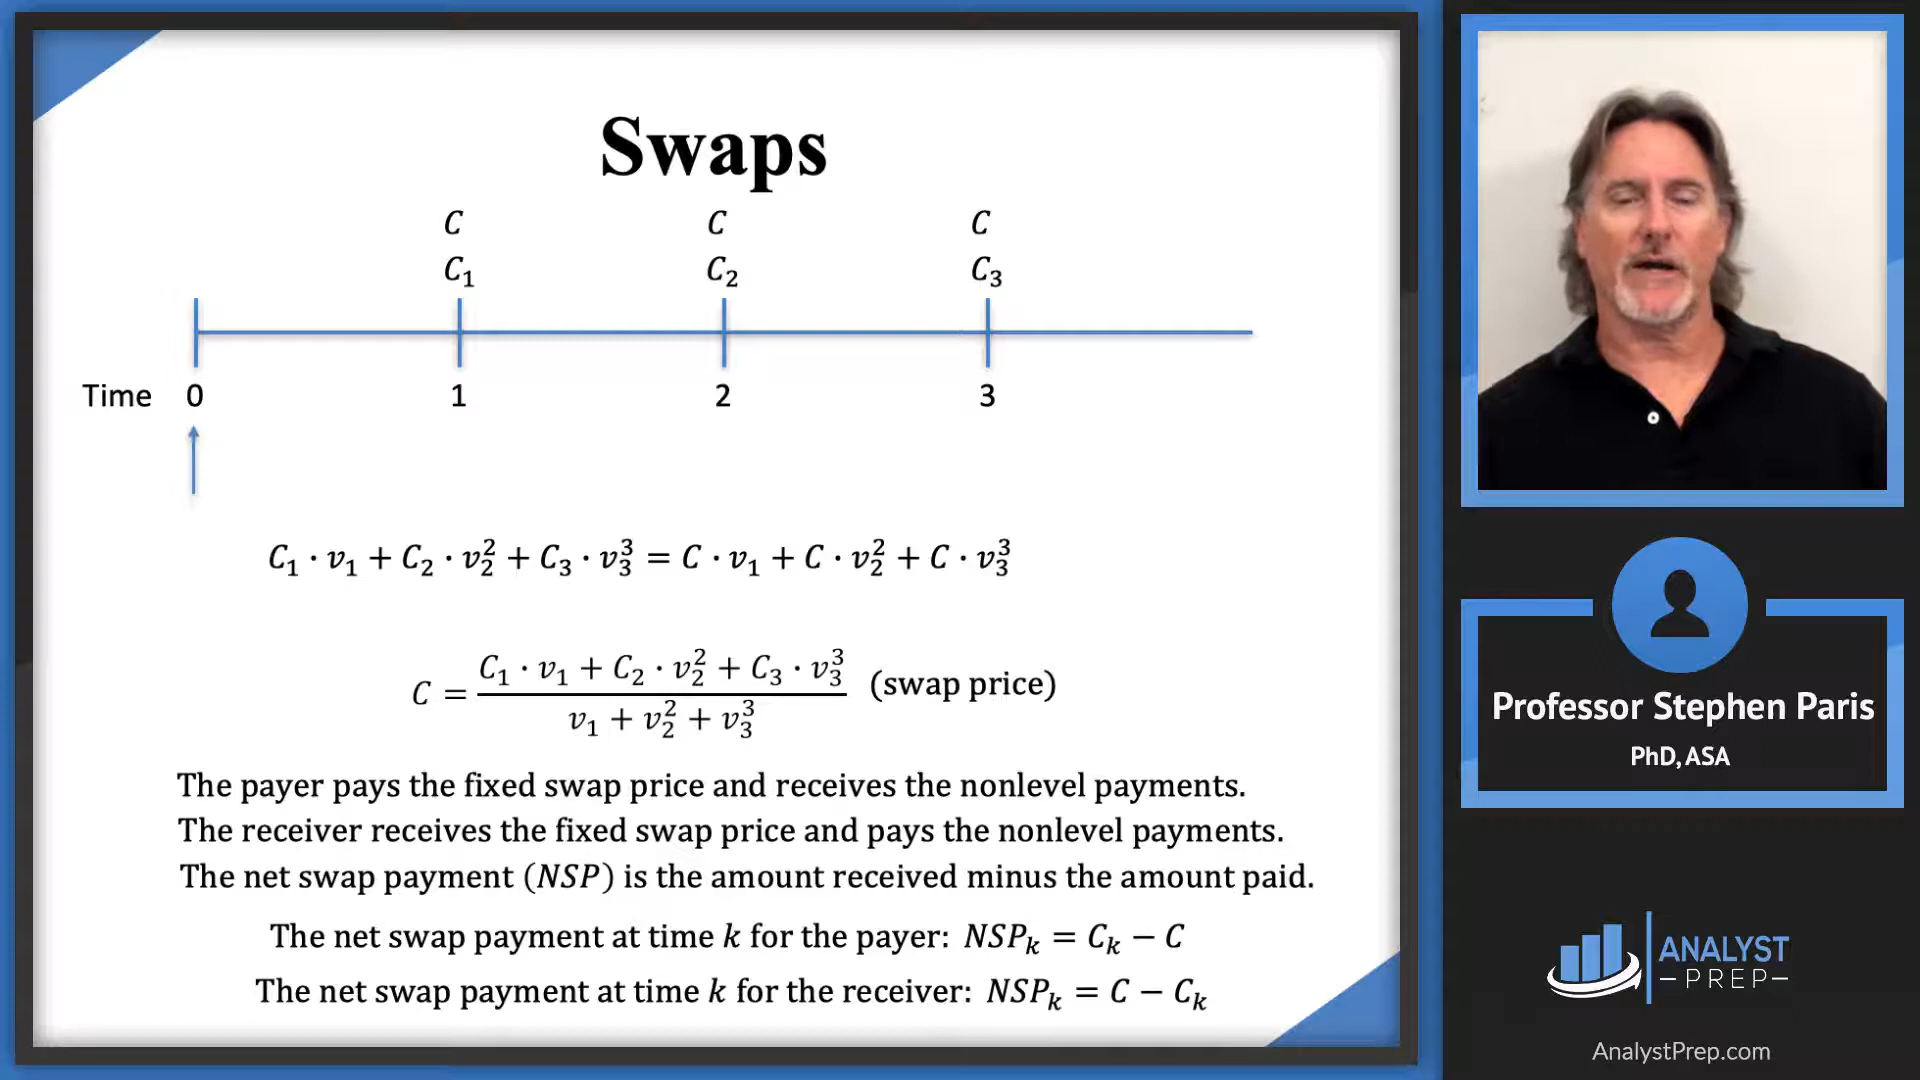 Swaps
C C C
C₁ C₂ C₃
Time 0 1 2 3
C₁ · v₁ + C₂ · v₂² + C₃ · v₃³ = C · v₁ + C · v₂² + C · v₃³
C = (C₁ · v₁ + C₂ · v₂² + C₃ · v₃³) / (v₁ + v₂² + v₃³) (swap price)
The payer pays the fixed swap price and receives the nonlevel payments.
The receiver receives the fixed swap price and pays the nonlevel payments.
The net swap payment (NSP) is the amount received minus the amount paid.
The net swap payment at time k for the payer: NSPₖ = Cₖ − C
The net swap payment at time k for the receiver: NSPₖ = C − Cₖ
Professor Stephen Paris
PhD, ASA
ANALYST
PREP
AnalystPrep.com